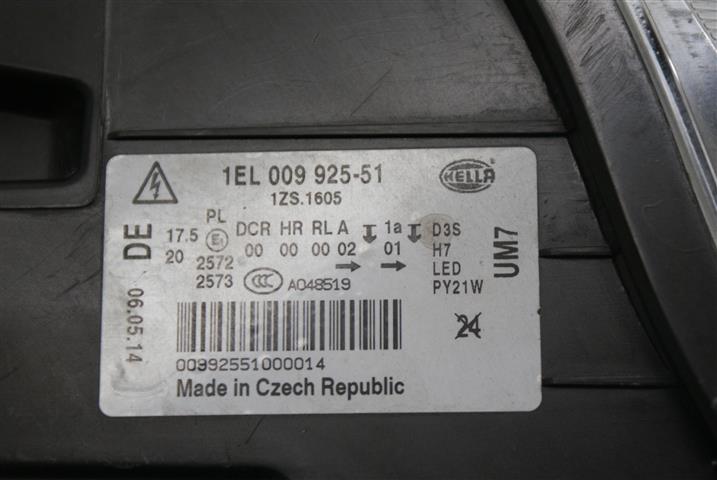 1EL 009 925-51
HELLA
1ZS.1605
DE
06.05.14
PL
17.5 E1 DCR HR RL A 1a D3S
20 2572 00 00 00 02 01 H7
2573 CCC A048519 LED
PY21W
UM7
24
00992551000014
Made in Czech Republic